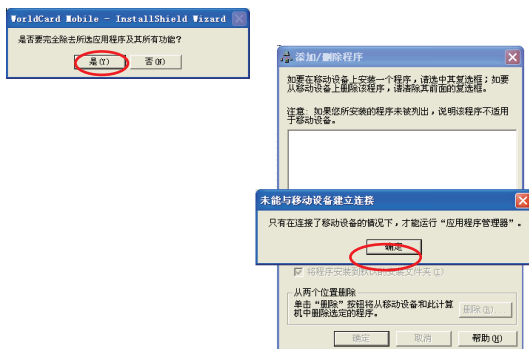 WorldCard Mobile - InstallShield Wizard
是否要完全除去所选应用程序及其所有功能?
是(Y)
否(N)
添加/删除程序
如要在移动设备上安装一个程序，请选中其复选框；如要
从移动设备上删除该程序，请清除其前面的复选框。
注意: 如果您所安装的程序未被列出，说明该程序不适用
于移动设备。
未能与移动设备建立连接
只有在连接了移动设备的情况下，才能运行“应用程序管理器”。
确定
将程序安装到默认的安装文件夹(I)
从两个位置删除
单击“删除”按钮将从移动设备和此计算
机中删除选定的程序。
删除(R)...
确定
取消
帮助(H)